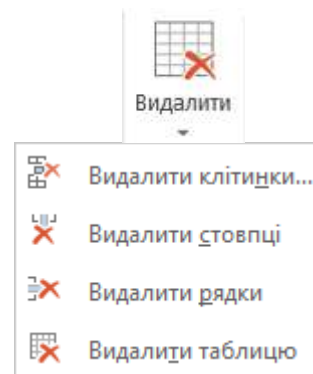 Видалити
Видалити клітинки...
Видалити стовпці
Видалити рядки
Видалити таблицю